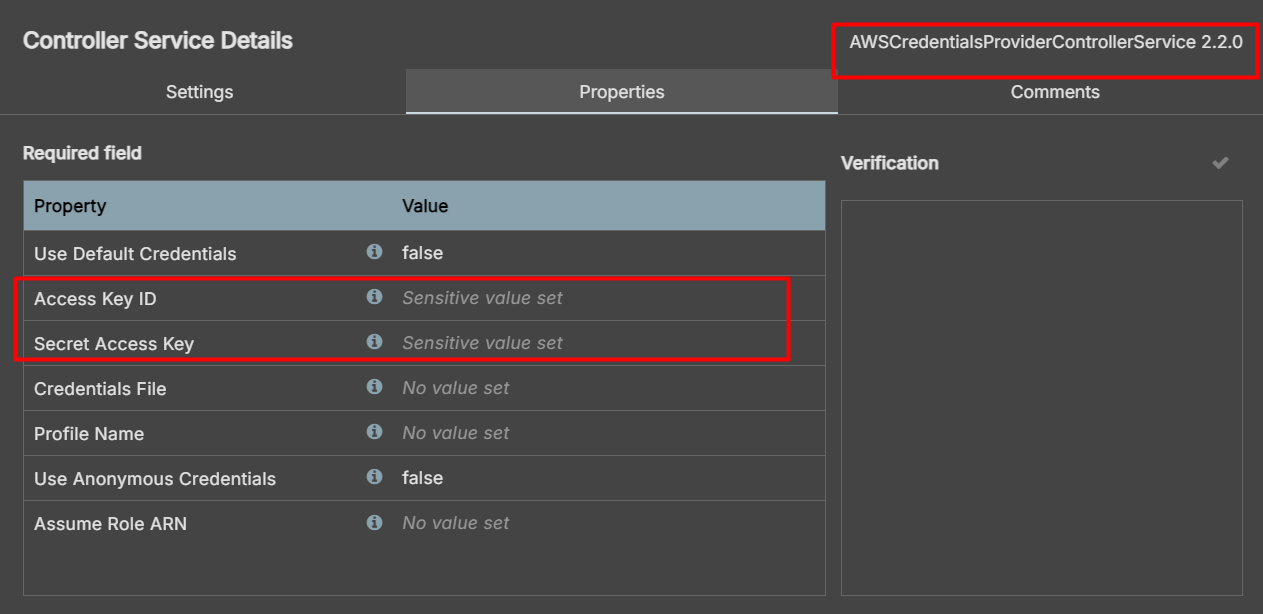 Controller Service Details
AWSCredentialsProviderControllerService 2.2.0
Settings
Properties
Comments
Required field
Property Value
Use Default Credentials false
Access Key ID Sensitive value set
Secret Access Key Sensitive value set
Credentials File No value set
Profile Name No value set
Use Anonymous Credentials false
Assume Role ARN No value set
Verification